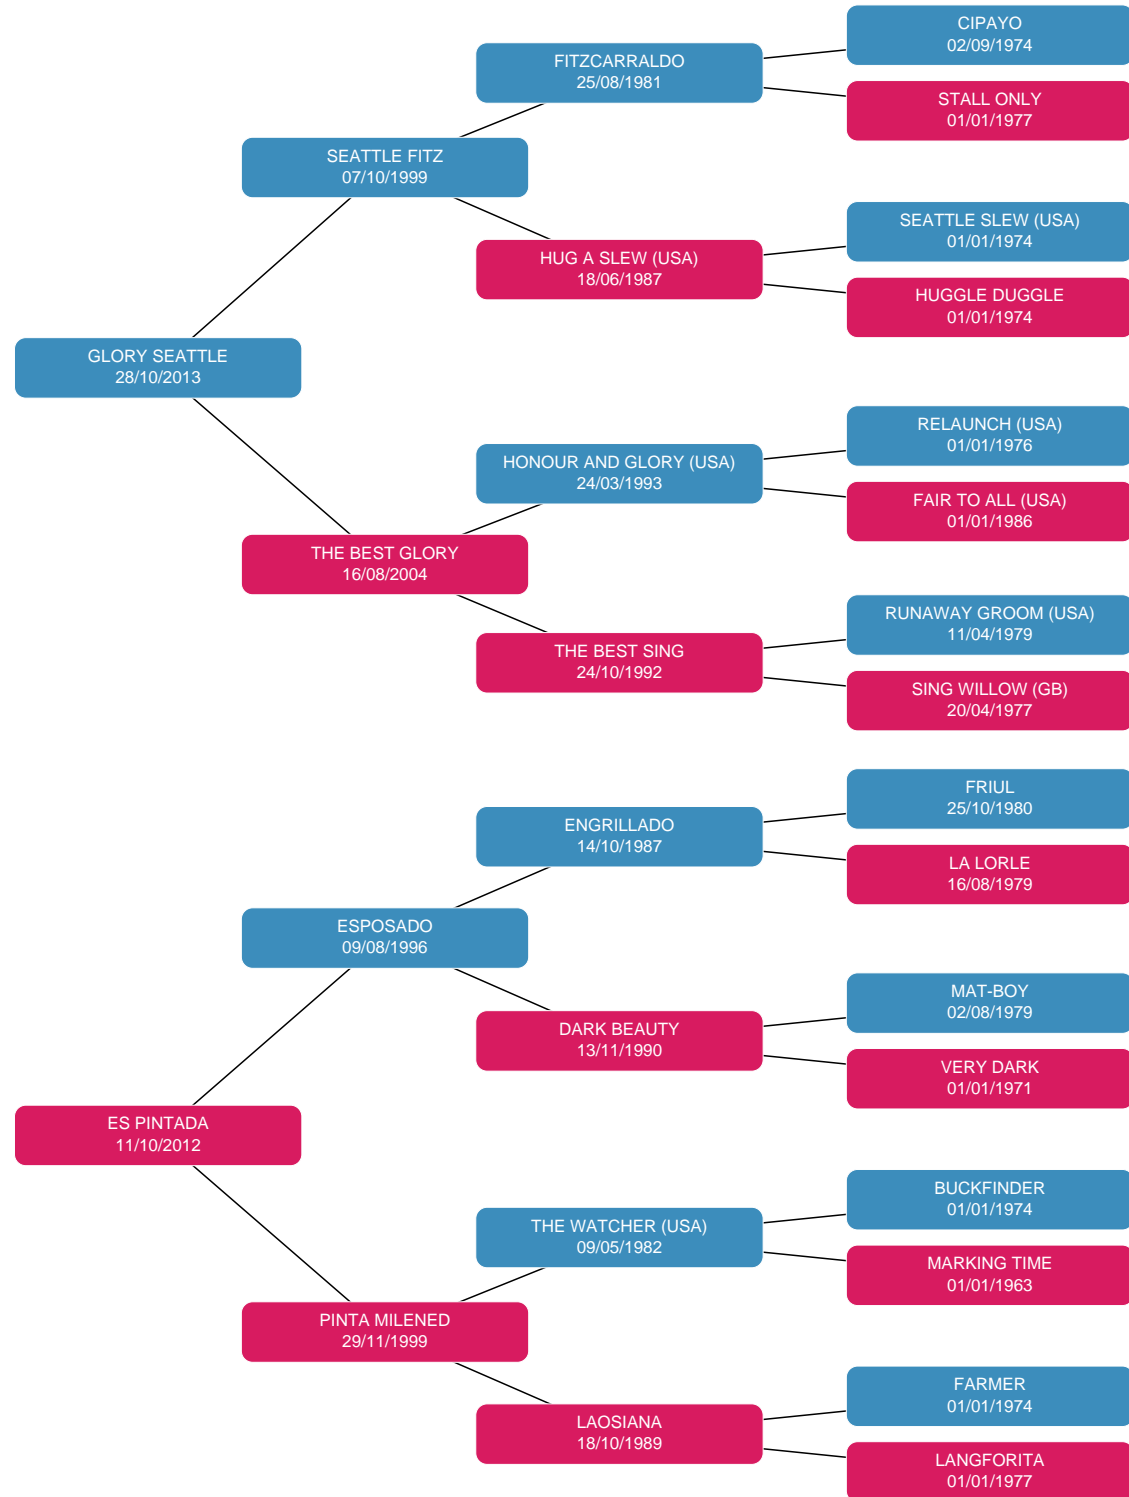 CIPAYO
02/09/1974
FITZCARRALDO
25/08/1981
STALL ONLY
01/01/1977
SEATTLE FITZ
07/10/1999
SEATTLE SLEW (USA)
01/01/1974
HUG A SLEW (USA)
18/06/1987
HUGGLE DUGGLE
01/01/1974
GLORY SEATTLE
28/10/2013
RELAUNCH (USA)
01/01/1976
HONOUR AND GLORY (USA)
24/03/1993
FAIR TO ALL (USA)
01/01/1986
THE BEST GLORY
16/08/2004
RUNAWAY GROOM (USA)
11/04/1979
THE BEST SING
24/10/1992
SING WILLOW (GB)
20/04/1977
FRIUL
25/10/1980
ENGRILLADO
14/10/1987
LA LORLE
16/08/1979
ESPOSADO
09/08/1996
MAT-BOY
02/08/1979
DARK BEAUTY
13/11/1990
VERY DARK
01/01/1971
ES PINTADA
11/10/2012
BUCKFINDER
01/01/1974
THE WATCHER (USA)
09/05/1982
MARKING TIME
01/01/1963
PINTA MILENED
29/11/1999
FARMER
01/01/1974
LAOSIANA
18/10/1989
LANGFORITA
01/01/1977